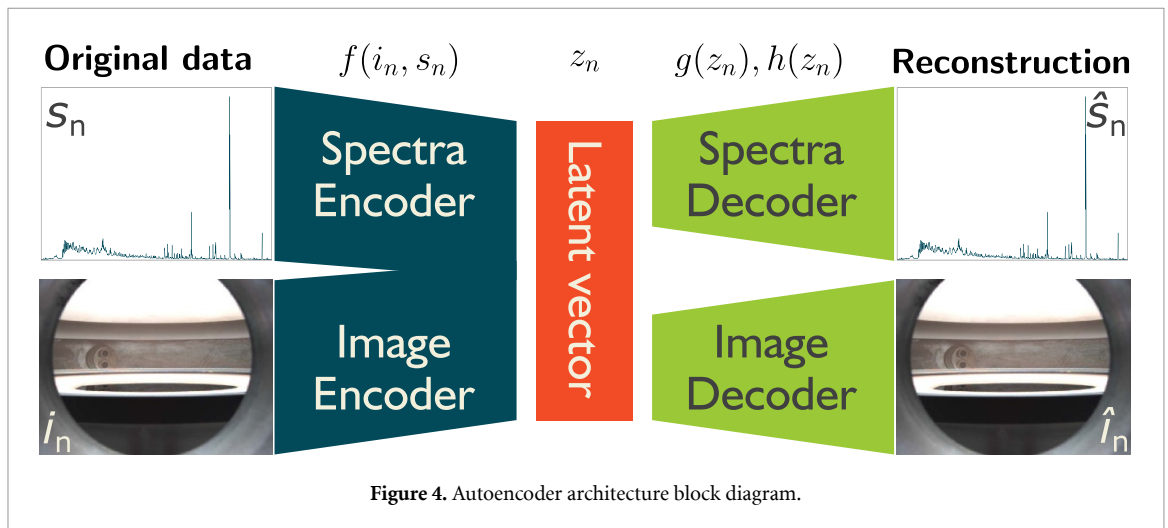 Original data
f(i_n, s_n)
z_n
g(z_n), h(z_n)
Reconstruction
s_n
Spectra
Encoder
Latent vector
Spectra
Decoder
ŝ_n
i_n
Image
Encoder
Image
Decoder
î_n
Figure 4. Autoencoder architecture block diagram.